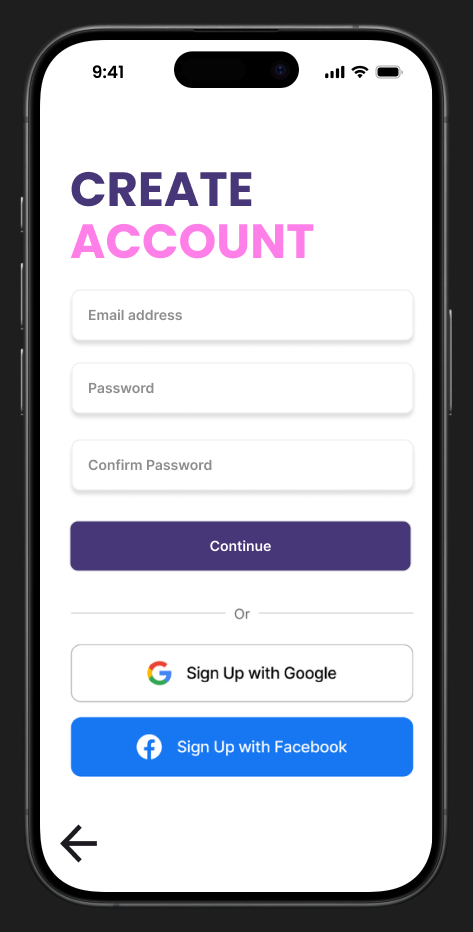 9:41
CREATE
ACCOUNT
Email address
Password
Confirm Password
Continue
Or
Sign Up with Google
Sign Up with Facebook